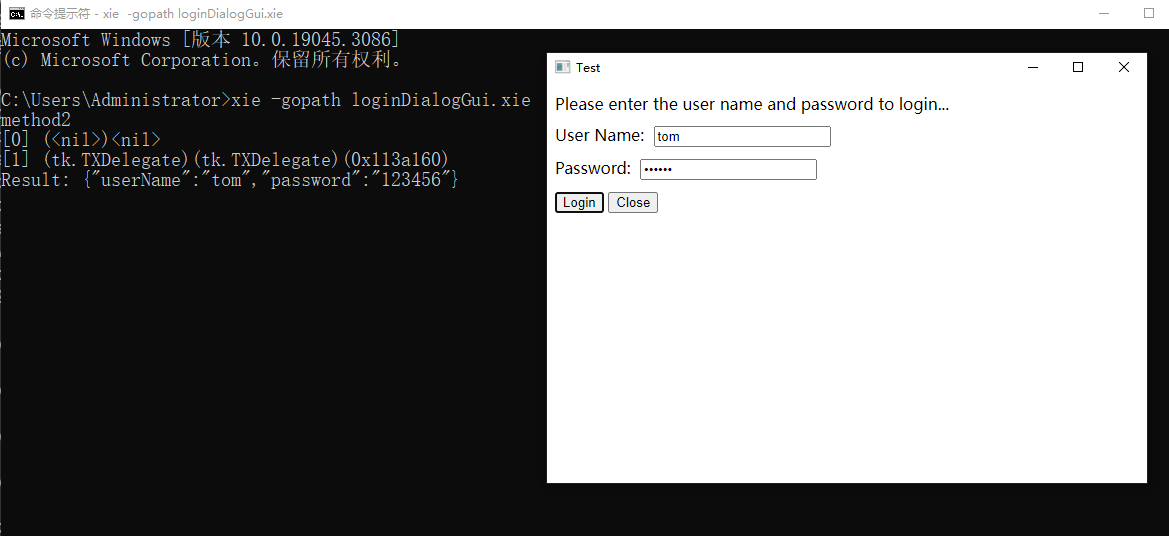 命令提示符 - xie  -gopath loginDialogGui.xie
Microsoft Windows [版本 10.0.19045.3086]
(c) Microsoft Corporation。保留所有权利。
C:\Users\Administrator>xie -gopath loginDialogGui.xie
method2
[0] (<nil>)<nil>
[1] (tk.TXDelegate)(tk.TXDelegate)(0x113a160)
Result: {"userName":"tom","password":"123456"}
Test
Please enter the user name and password to login...
User Name: tom
Password: ••••••
Login Close